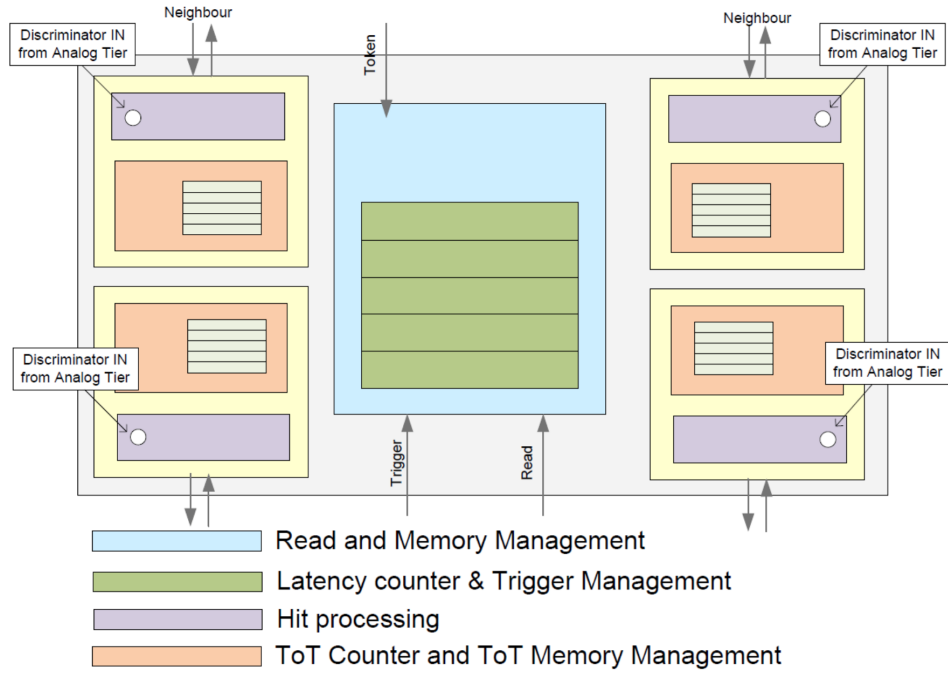 Neighbour
Neighbour
Discriminator IN
from Analog Tier
Discriminator IN
from Analog Tier
Token
Discriminator IN
from Analog Tier
Discriminator IN
from Analog Tier
Trigger
Read
Read and Memory Management
Latency counter & Trigger Management
Hit processing
ToT Counter and ToT Memory Management